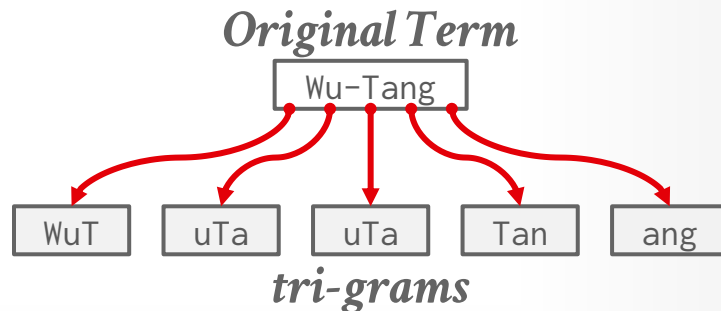 Original Term
Wu-Tang
WuT uTa uTa Tan ang
tri-grams